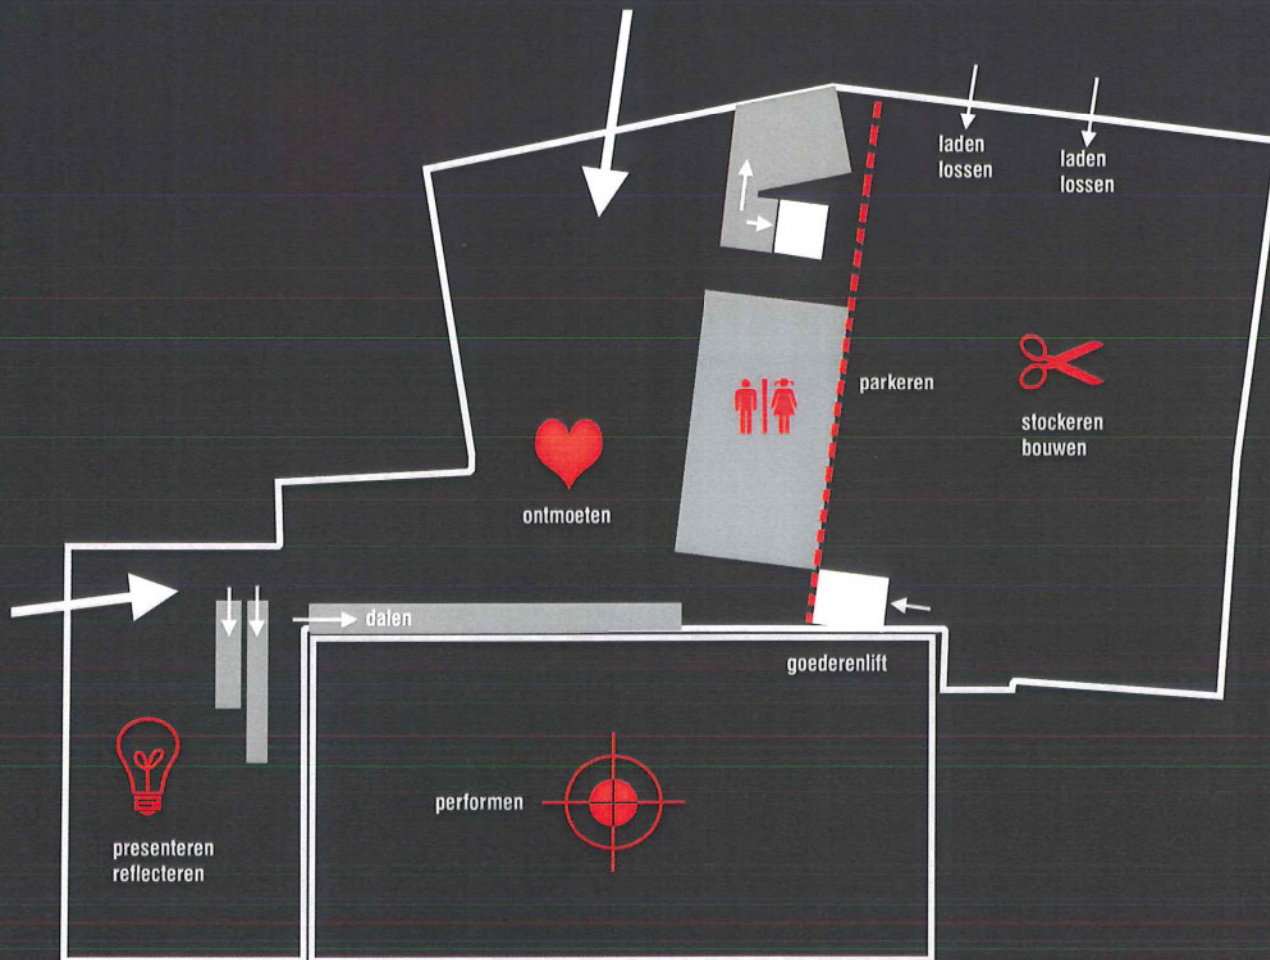 laden
lossen
laden
lossen
parkeren
stockeren
bouwen
ontmoeten
dalen
goederenlift
performen
presenteren
reflecteren